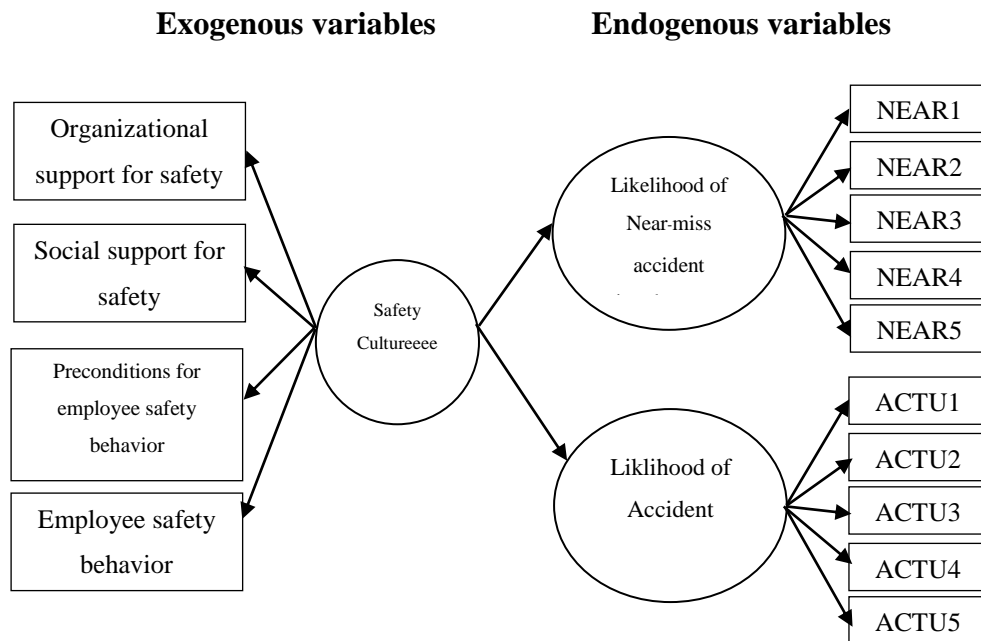 Exogenous variables
Endogenous variables
Organizational
support for safety
Social support for
safety
Preconditions for
employee safety
behavior
Employee safety
behavior
Safety
Cultureeee
Likelihood of
Near-miss
accident
Liklihood of
Accident
NEAR1
NEAR2
NEAR3
NEAR4
NEAR5
ACTU1
ACTU2
ACTU3
ACTU4
ACTU5